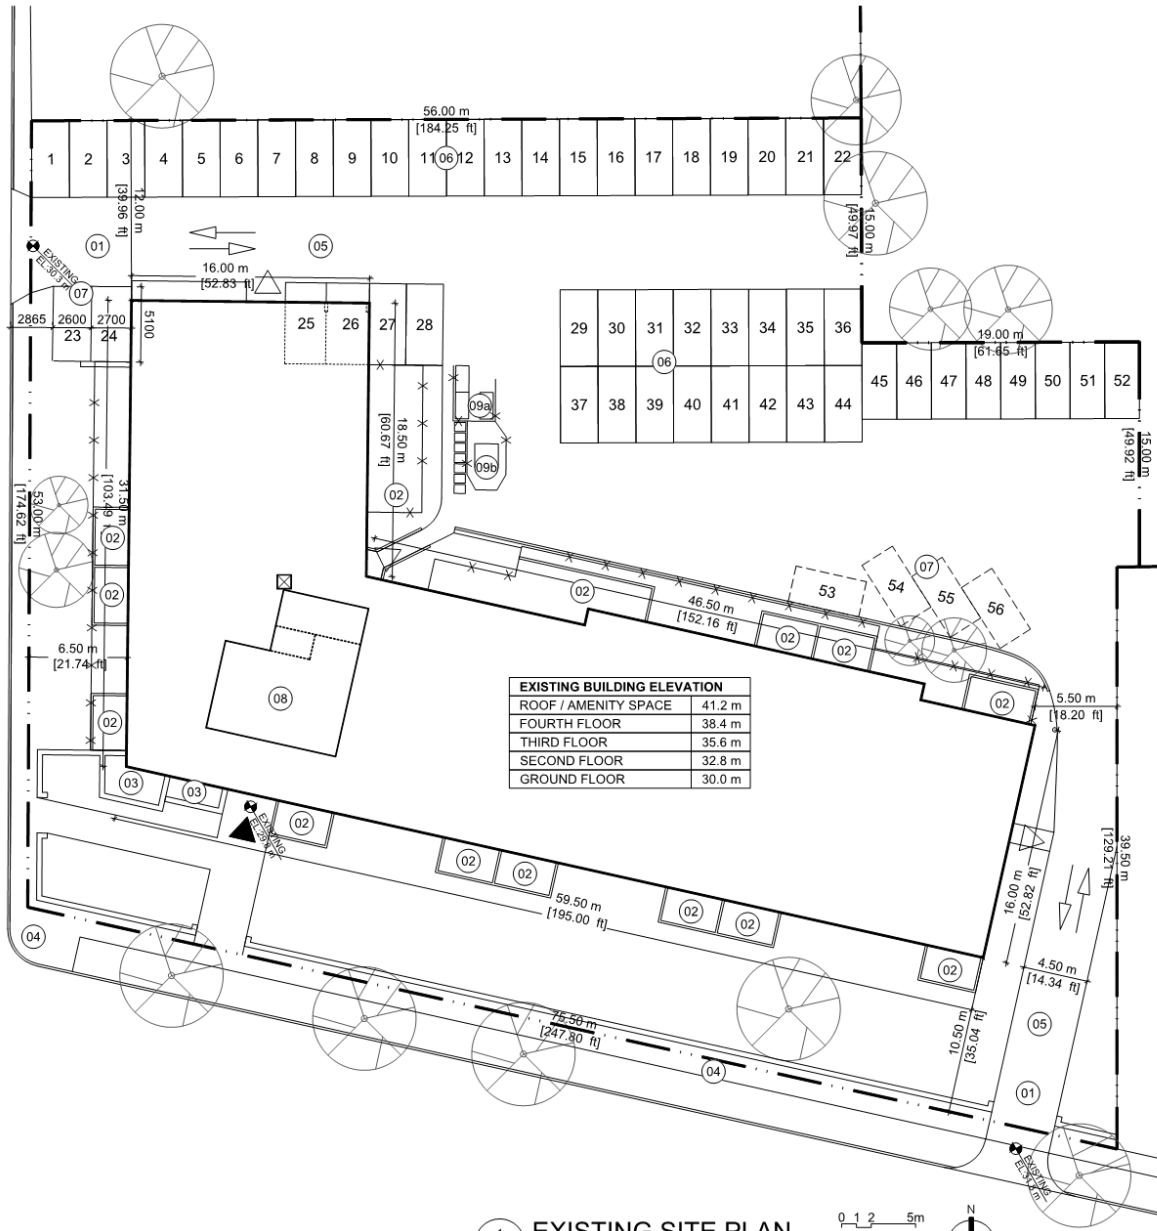 56.00 m
[184.25 ft]
1 2 3 4 5 6 7 8 9 10 11 06 12 13 14 15 16 17 18 19 20 21 22
12.00 m
[39.96 ft]
15.00 m
[49.97 ft]
01
05
EXISTING
EL.30.3 m
16.00 m
[52.83 ft]
07
2865 2600 2700
23 24
5100
25 26 27 28
29 30 31 32 33 34 35 36
06
37 38 39 40 41 42 43 44
19.00 m
[61.65 ft]
45 46 47 48 49 50 51 52
15.00 m
[49.92 ft]
09a
09b
18.50 m
[60.67 ft]
02
53.00 m
[174.62 ft]
31.50 m
[103.49 ft]
02
02
6.50 m
[21.74 ft]
02
02
46.50 m
[152.16 ft]
53
54
07
55
56
02
02
02
5.50 m
[18.20 ft]
08
EXISTING BUILDING ELEVATION
ROOF / AMENITY SPACE 41.2 m
FOURTH FLOOR 38.4 m
THIRD FLOOR 35.6 m
SECOND FLOOR 32.8 m
GROUND FLOOR 30.0 m
03
03
EXISTING
02
02
02
59.50 m
[195.00 ft]
02
02
02
16.00 m
[52.82 ft]
39.50 m
[129.21 ft]
4.50 m
[14.34 ft]
10.50 m
[35.04 ft]
05
01
04
75.50 m
[247.80 ft]
04
EXISTING
N
0 1 2 5m
1
EXISTING SITE PLAN